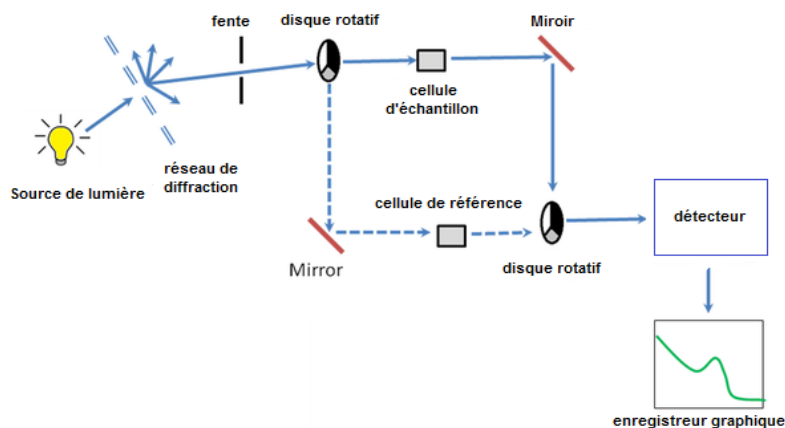 fente
disque rotatif
Miroir
cellule
d'échantillon
réseau de
diffraction
Source de lumière
cellule de référence
détecteur
Mirror
disque rotatif
enregistreur graphique